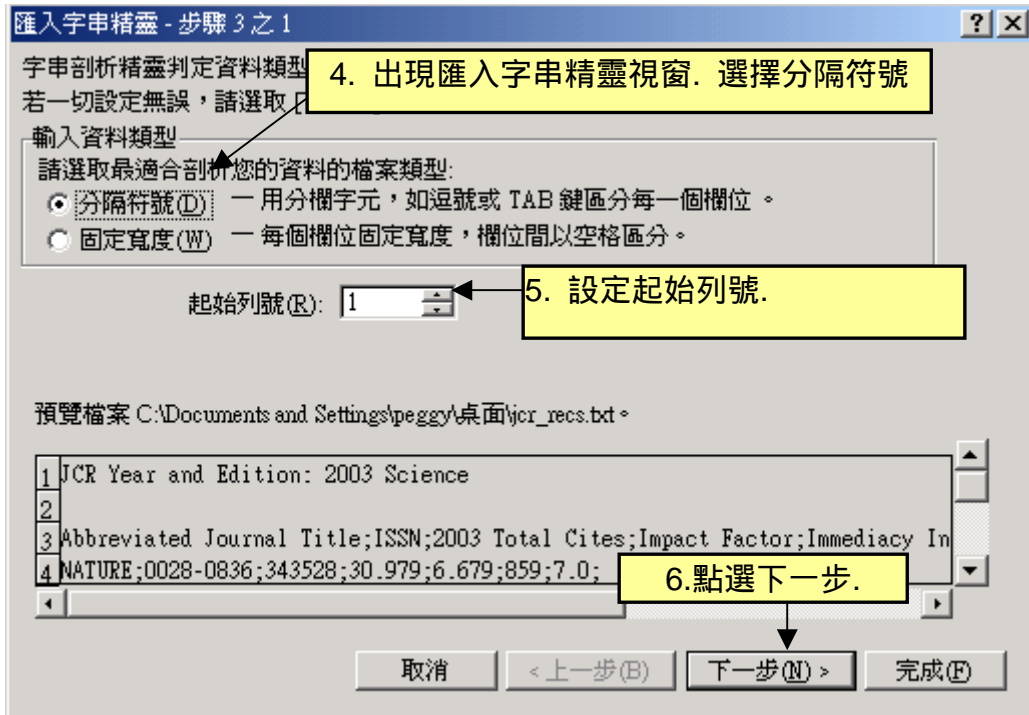 匯入字串精靈 - 步驟 3 之 1
字串剖析精靈判定資料類型
4. 出現匯入字串精靈視窗. 選擇分隔符號
若一切設定無誤，請選取 [
輸入資料類型
請選取最適合剖析您的資料的檔案類型:
分隔符號(D) 一 用分欄字元，如逗號或 TAB 鍵區分每一個欄位 。
固定寬度(W) 一 每個欄位固定寬度，欄位間以空格區分。
起始列號(R): 1
5. 設定起始列號.
預覽檔案 C:\Documents and Settings\peggy\桌面\jcr_recs.txt。
1 JCR Year and Edition: 2003 Science
2
3 Abbreviated Journal Title;ISSN;2003 Total Cites;Impact Factor;Immediacy In
4 NATURE;0028-0836;343528;30.979;6.679;859;7.0;
6.點選下一步.
取消 <上一步(B) 下一步(N) > 完成(F)